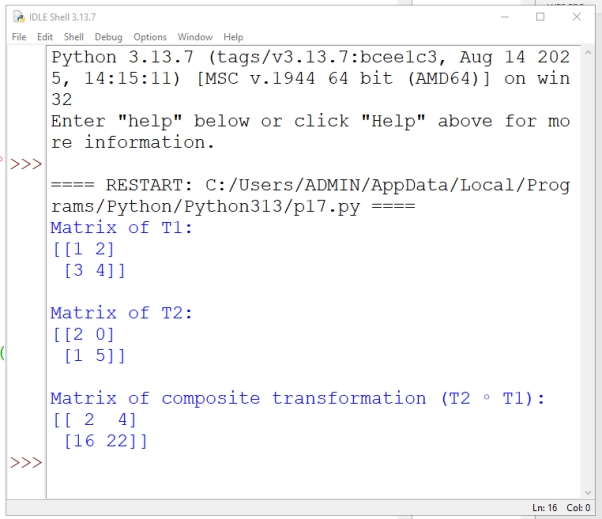 IDLE Shell 3.13.7
File Edit Shell Debug Options Window Help
Python 3.13.7 (tags/v3.13.7:bcee1c3, Aug 14 202
5, 14:15:11) [MSC v.1944 64 bit (AMD64)] on win
32
Enter "help" below or click "Help" above for mo
re information.
>>>
==== RESTART: C:/Users/ADMIN/AppData/Local/Prog
rams/Python/Python313/p17.py ====
Matrix of T1:
[[1 2]
 [3 4]]
Matrix of T2:
[[2 0]
 [1 5]]
Matrix of composite transformation (T2 ∘ T1):
[[ 2  4]
 [16 22]]
>>>
Ln: 16 Col: 0